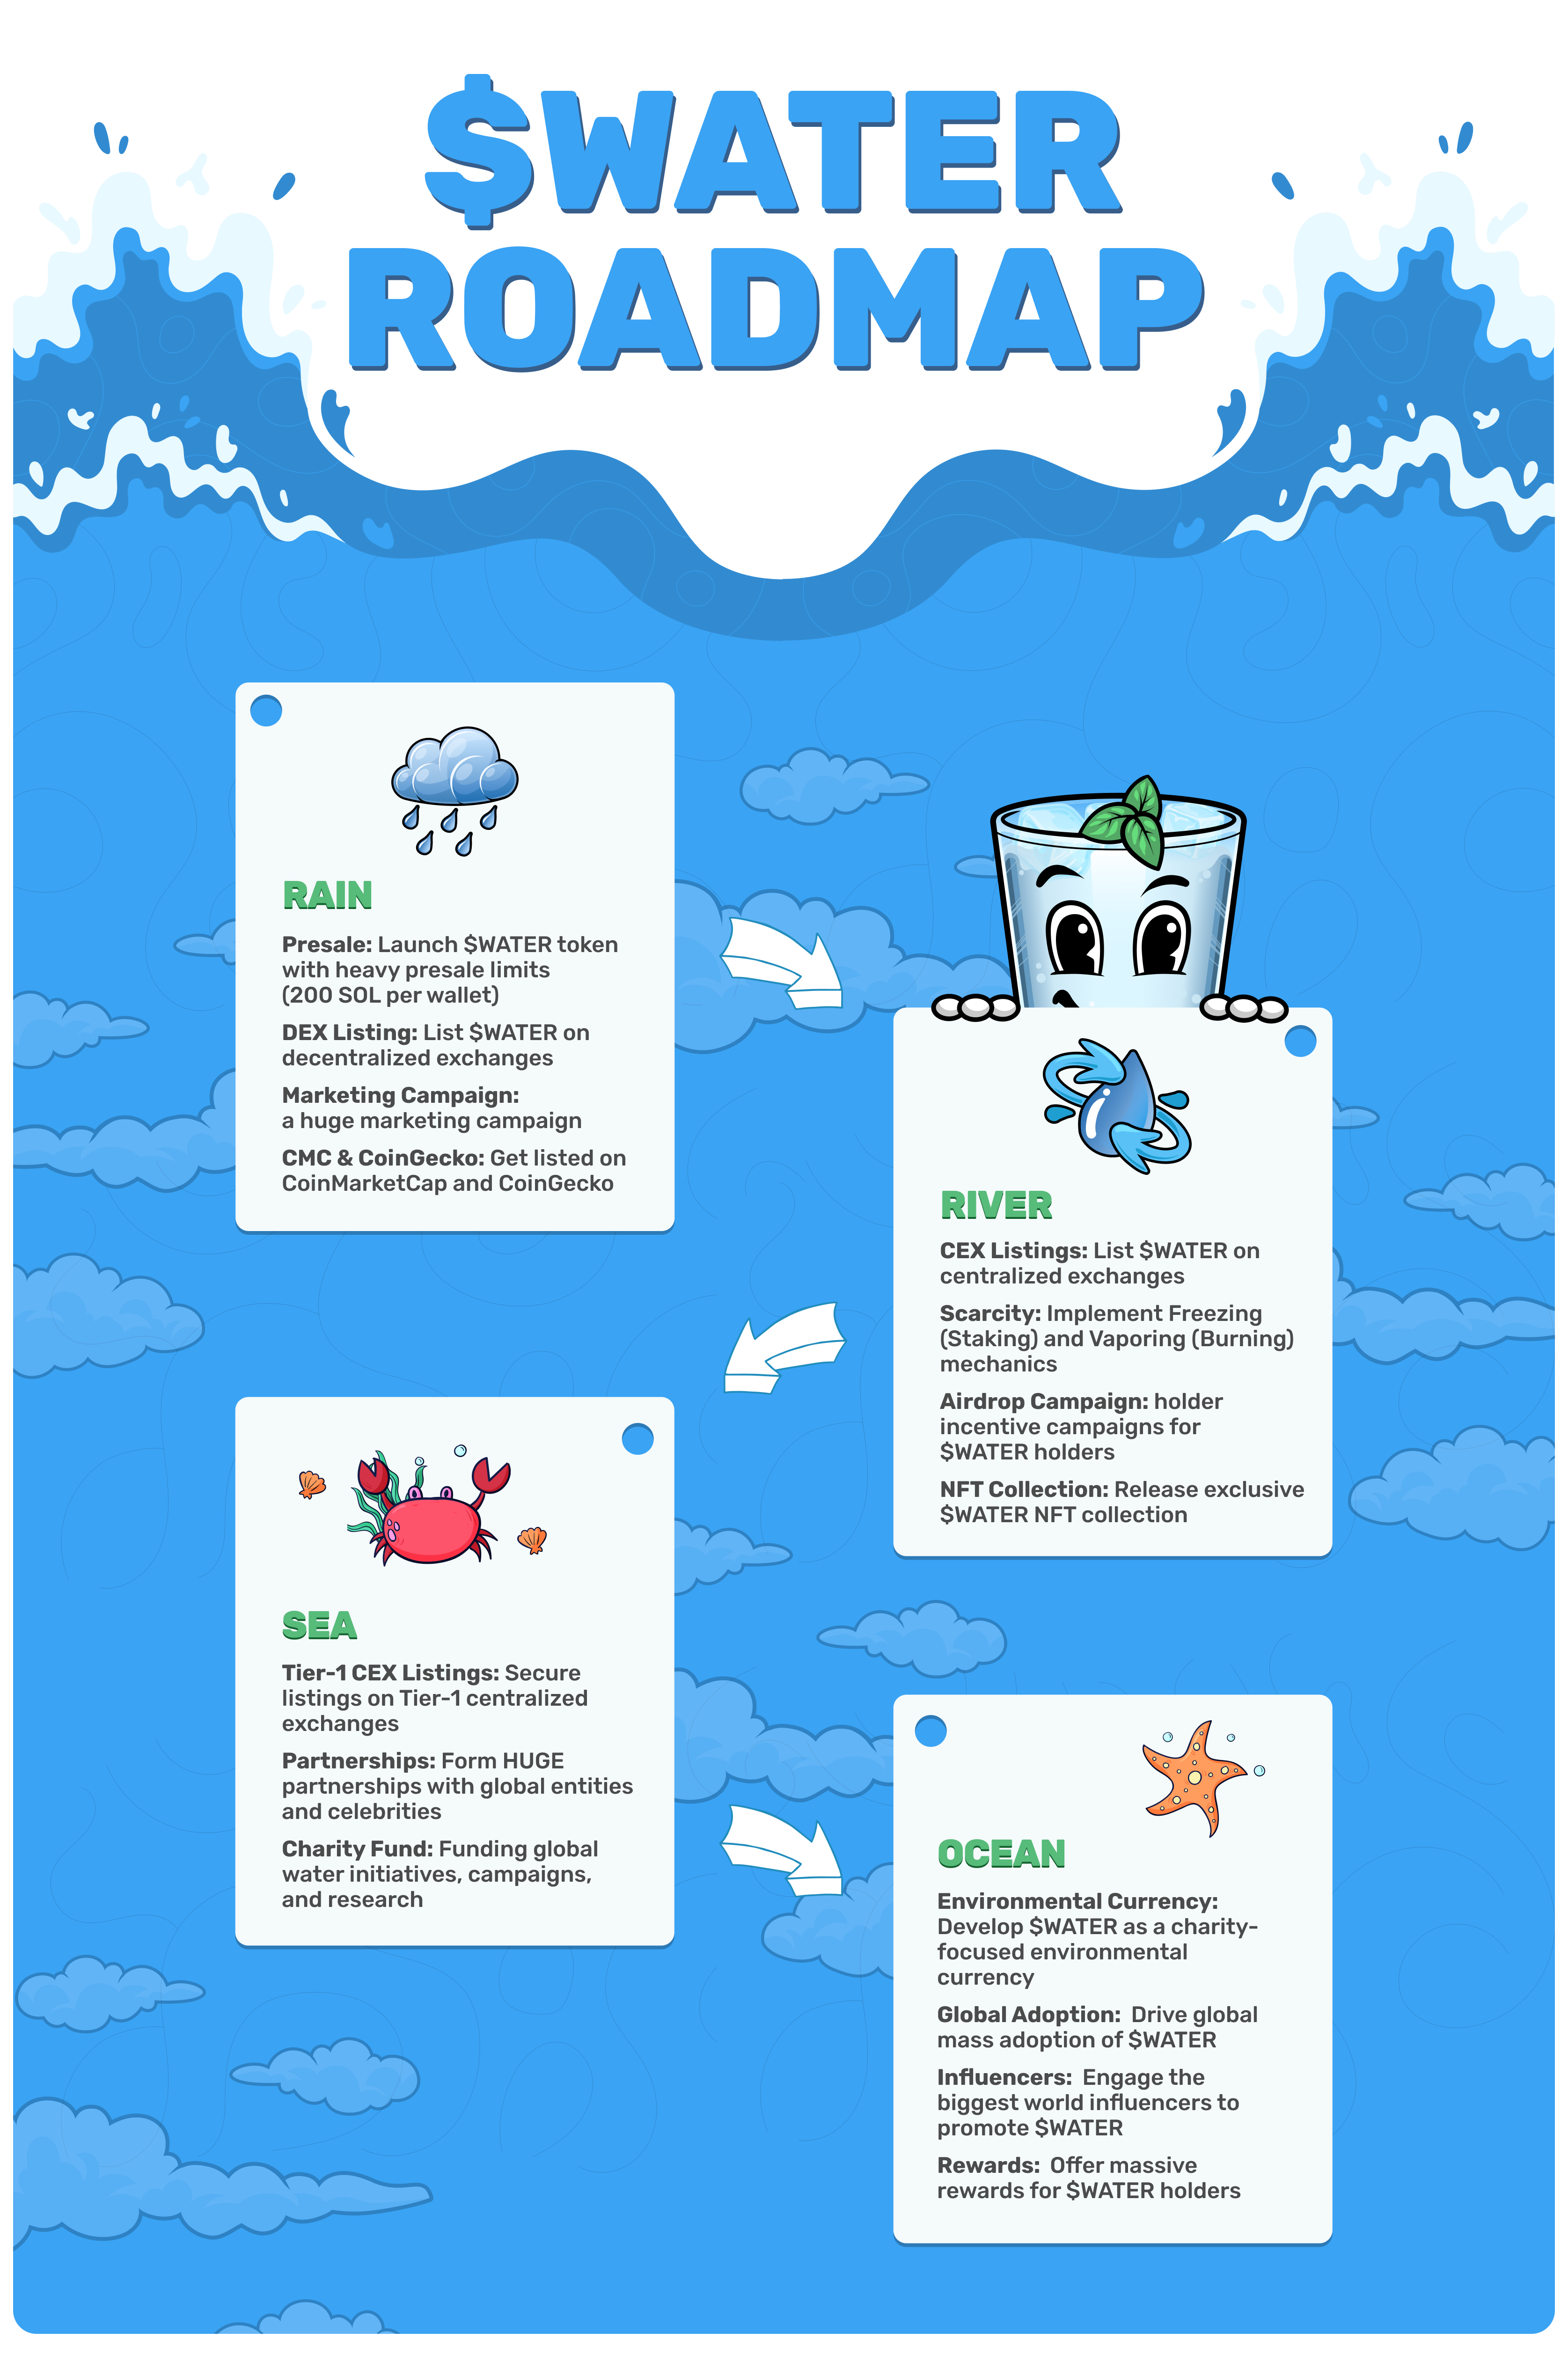 $WATER
ROADMAP
RAIN
Presale: Launch $WATER token
with heavy presale limits
(200 SOL per wallet)
DEX Listing: List $WATER on
decentralized exchanges
Marketing Campaign:
a huge marketing campaign
CMC & CoinGecko: Get listed on
CoinMarketCap and CoinGecko
RIVER
CEX Listings: List $WATER on
centralized exchanges
Scarcity: Implement Freezing
(Staking) and Vaporing (Burning)
mechanics
Airdrop Campaign: holder
incentive campaigns for
$WATER holders
NFT Collection: Release exclusive
$WATER NFT collection
SEA
Tier-1 CEX Listings: Secure
listings on Tier-1 centralized
exchanges
Partnerships: Form HUGE
partnerships with global entities
and celebrities
Charity Fund: Funding global
water initiatives, campaigns,
and research
OCEAN
Environmental Currency:
Develop $WATER as a charity-
focused environmental
currency
Global Adoption: Drive global
mass adoption of $WATER
Influencers: Engage the
biggest world influencers to
promote $WATER
Rewards: Offer massive
rewards for $WATER holders